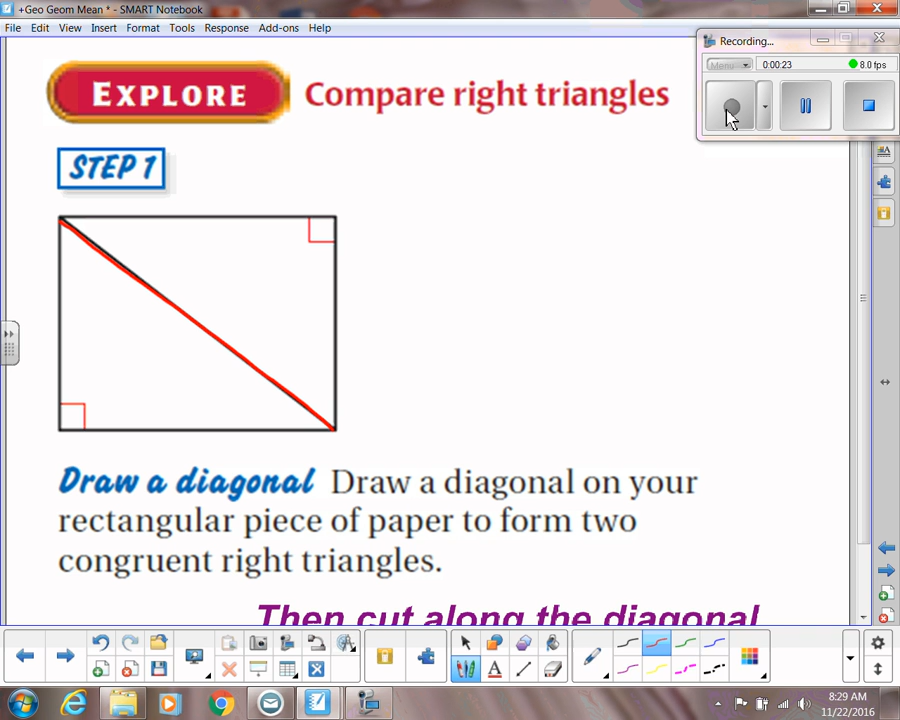 +Geo Geom Mean * - SMART Notebook
File Edit View Insert Format Tools Response Add-ons Help
Recording...
Menu 0:00:23 8.0 fps
EXPLORE Compare right triangles
STEP 1
Draw a diagonal Draw a diagonal on your
rectangular piece of paper to form two
congruent right triangles.
Then cut along the diagonal
A
8:29 AM
11/22/2016